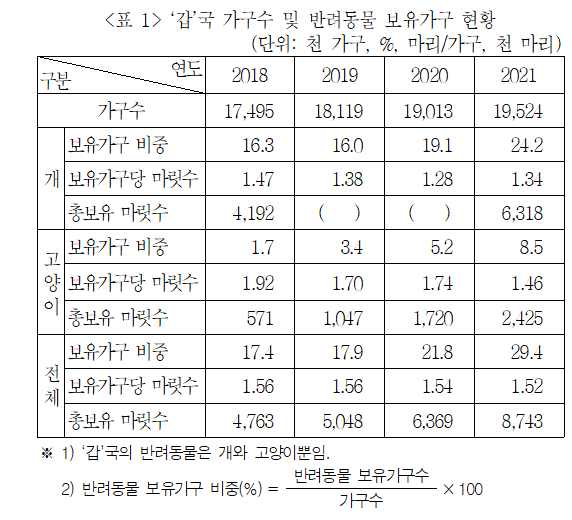 <표 1> ‘갑’국 가구수 및 반려동물 보유가구 현황
(단위: 천 가구, %, 마리/가구, 천 마리)
구분 연도 2018 2019 2020 2021
가구수 17,495 18,119 19,013 19,524
개 보유가구 비중 16.3 16.0 19.1 24.2
보유가구당 마릿수 1.47 1.38 1.28 1.34
총보유 마릿수 4,192 ( ) ( ) 6,318
고양이 보유가구 비중 1.7 3.4 5.2 8.5
보유가구당 마릿수 1.92 1.70 1.74 1.46
총보유 마릿수 571 1,047 1,720 2,425
전체 보유가구 비중 17.4 17.9 21.8 29.4
보유가구당 마릿수 1.56 1.56 1.54 1.52
총보유 마릿수 4,763 5,048 6,369 8,743
※ 1) ‘갑’국의 반려동물은 개와 고양이뿐임.
2) 반려동물 보유가구 비중(%) = 반려동물 보유가구수 / 가구수 ×100